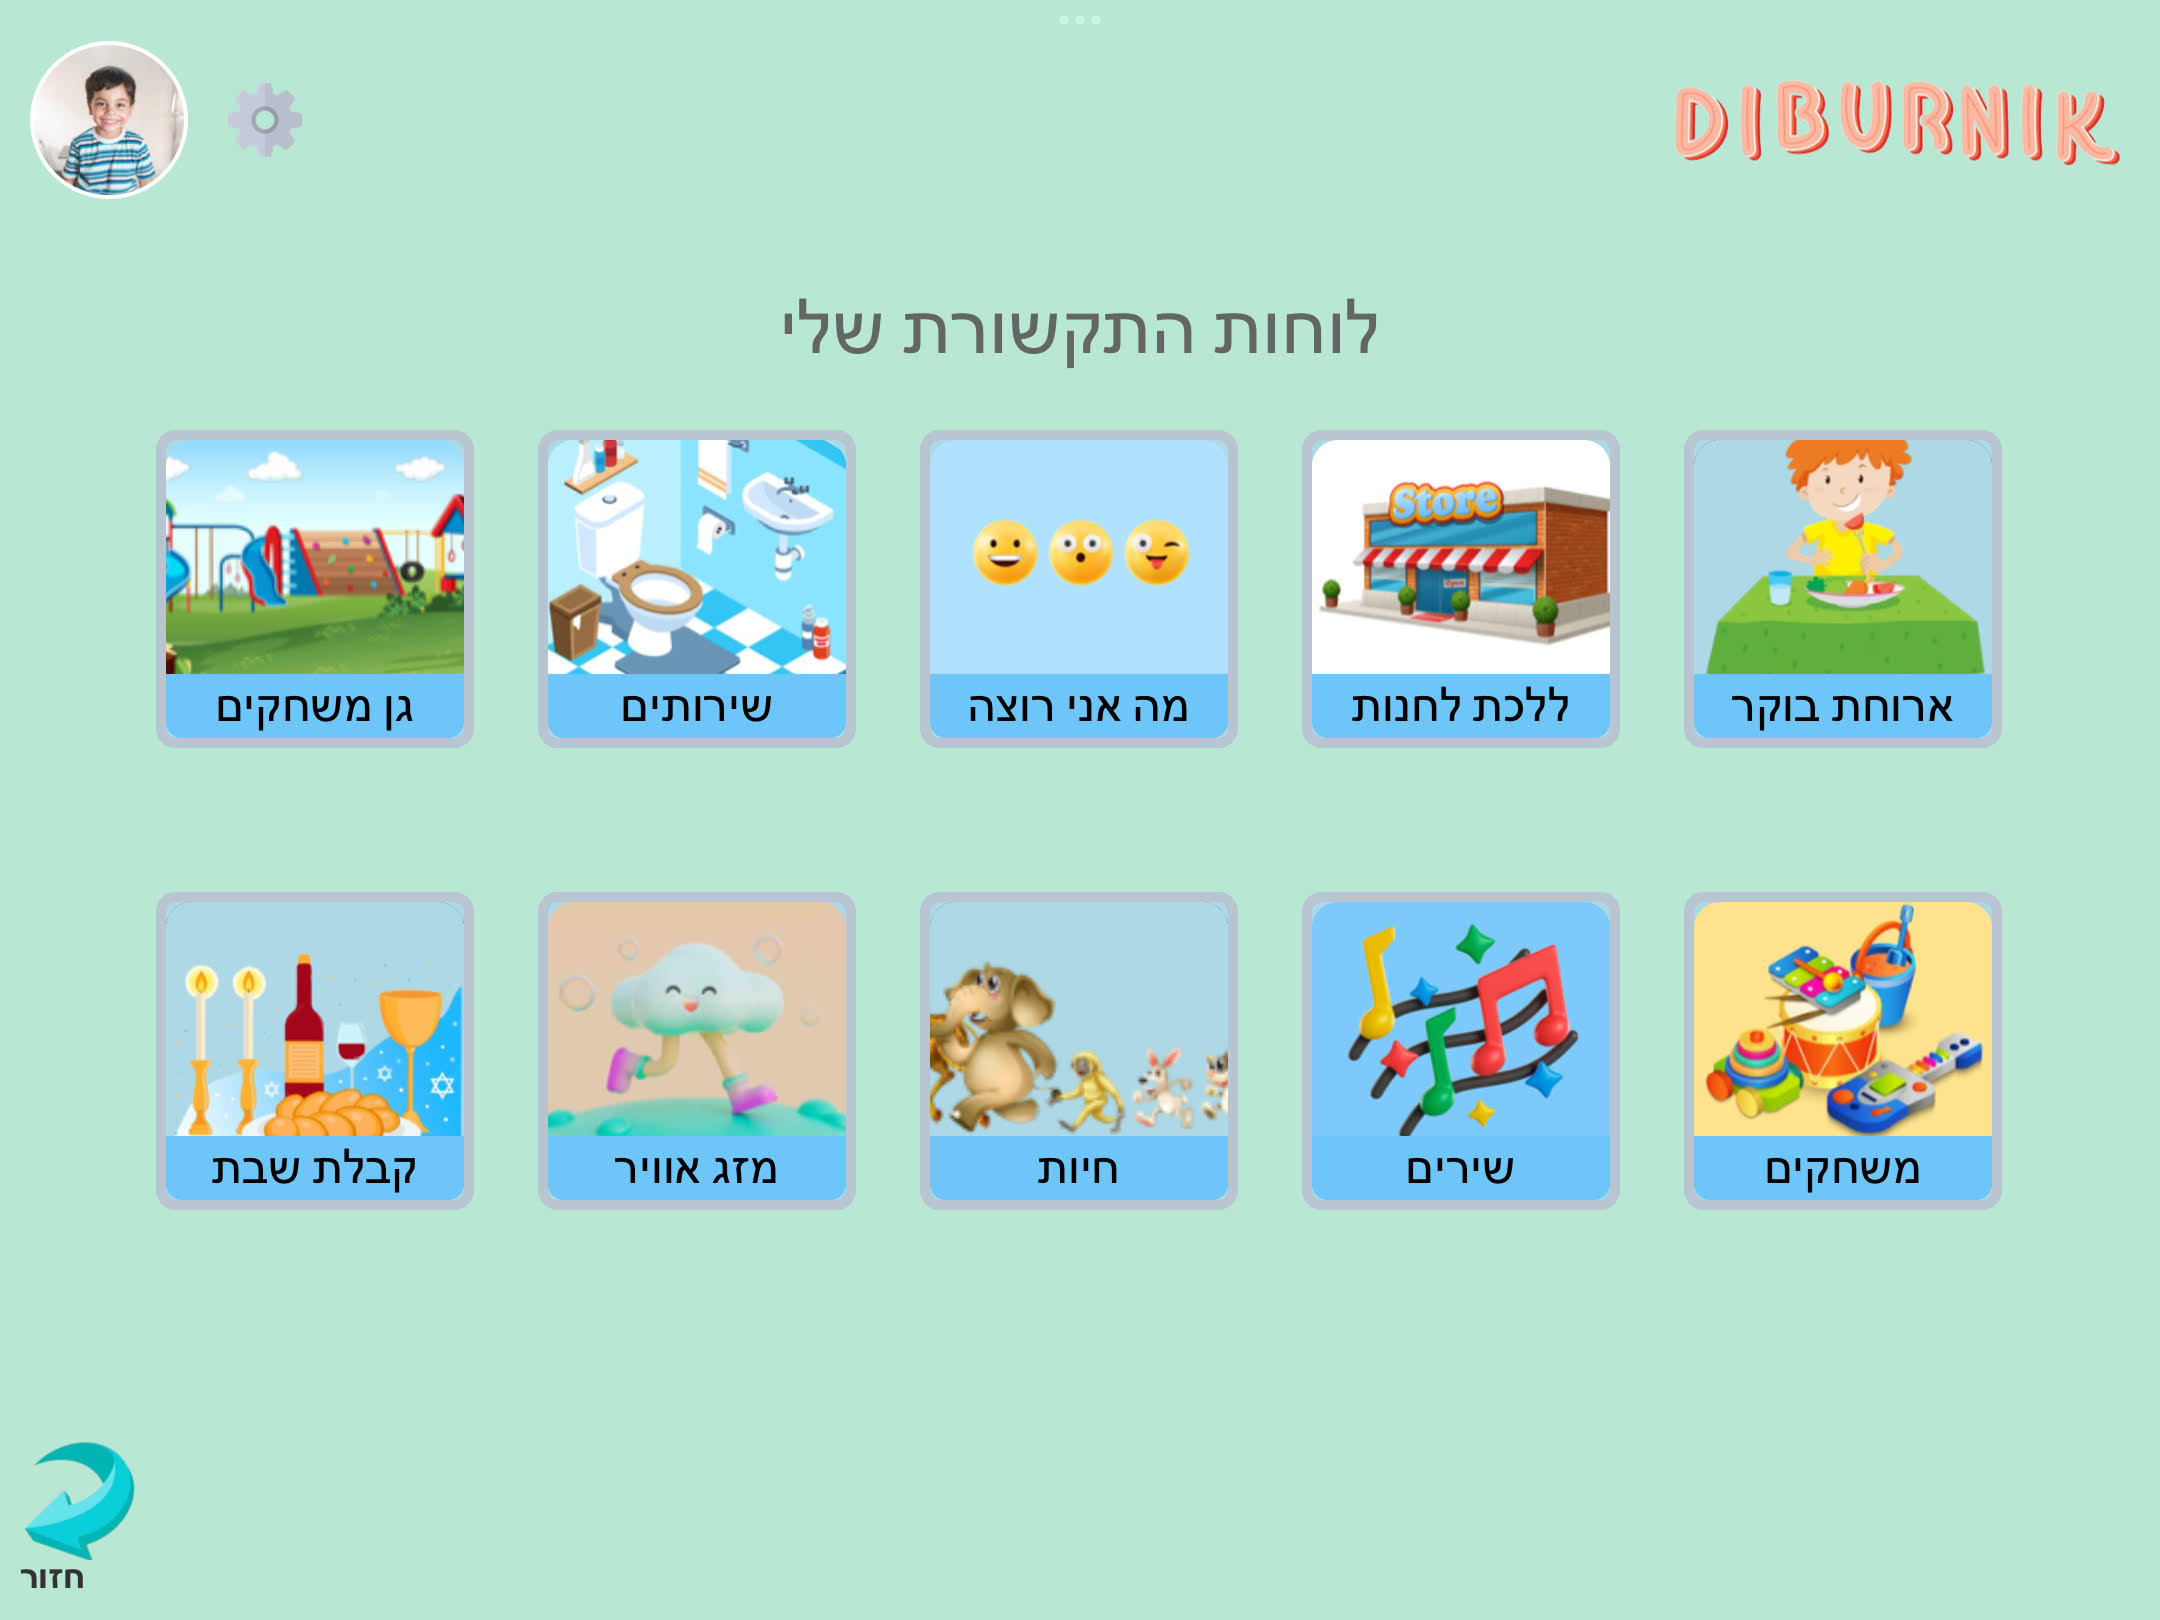 DIBURNIK
לוחות התקשורת שלי
Store
Open
ארוחת בוקר
ללכת לחנות
מה אני רוצה
שירותים
גן משחקים
משחקים
שירים
חיות
מזג אוויר
קבלת שבת
חזור